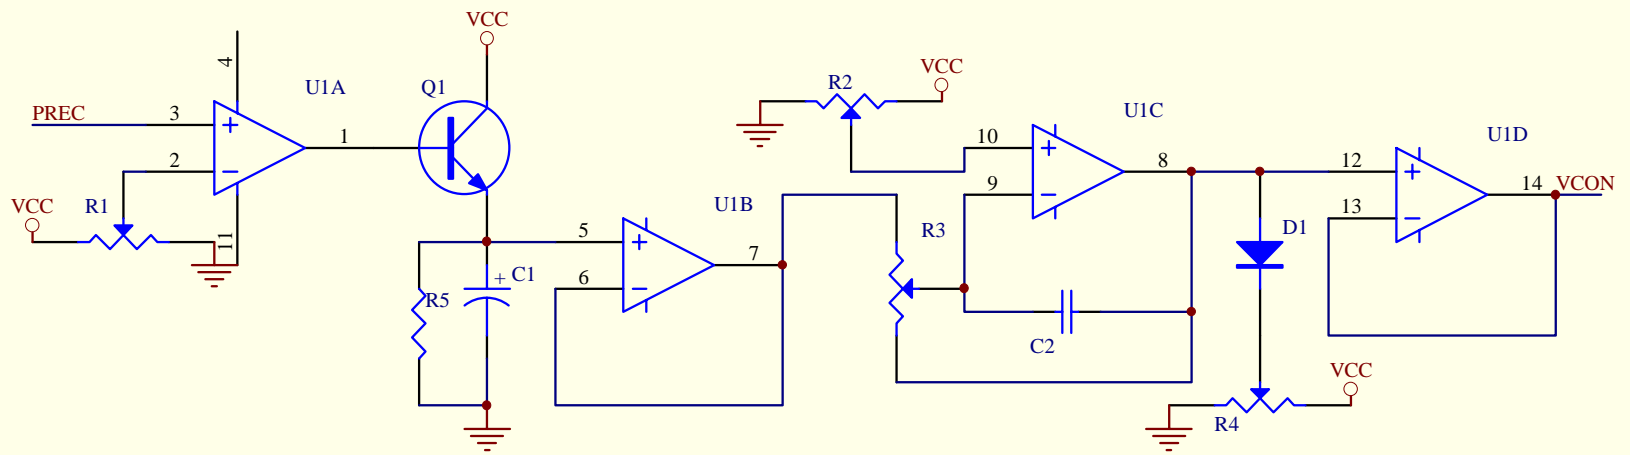 VCC
4
U1A
Q1
PREC
3
1
2
VCC
R1
11
R2
VCC
U1C
10
8
9
U1D
12
14
VCON
13
U1B
5
7
6
R3
+
C1
R5
C2
D1
VCC
R4